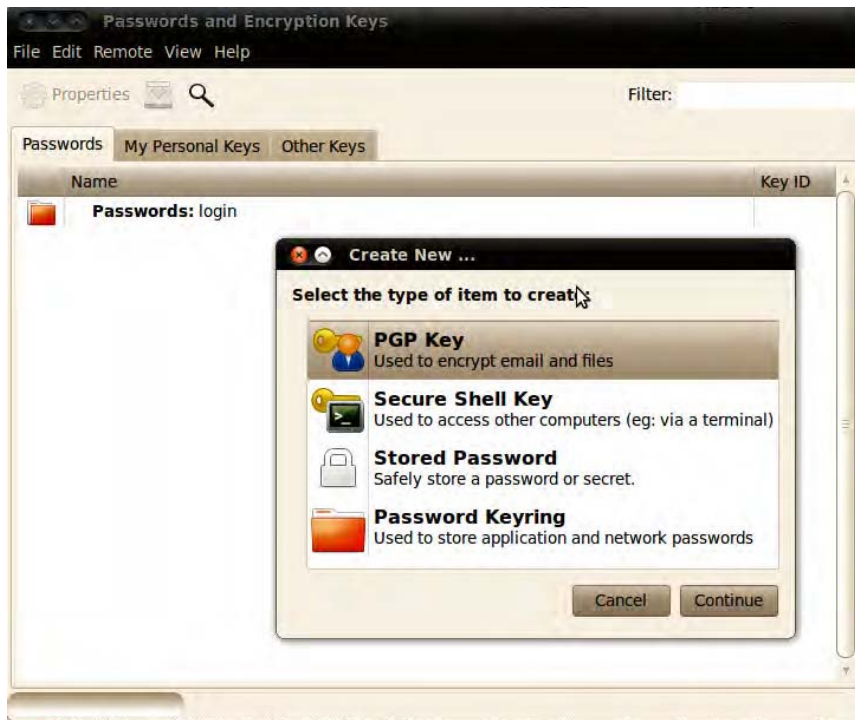 Passwords and Encryption Keys
File Edit Remote View Help
Properties Filter:
Passwords My Personal Keys Other Keys
Name Key ID
Passwords: login
Create New ...
Select the type of item to create:
PGP Key
Used to encrypt email and files
Secure Shell Key
Used to access other computers (eg: via a terminal)
Stored Password
Safely store a password or secret.
Password Keyring
Used to store application and network passwords
Cancel Continue